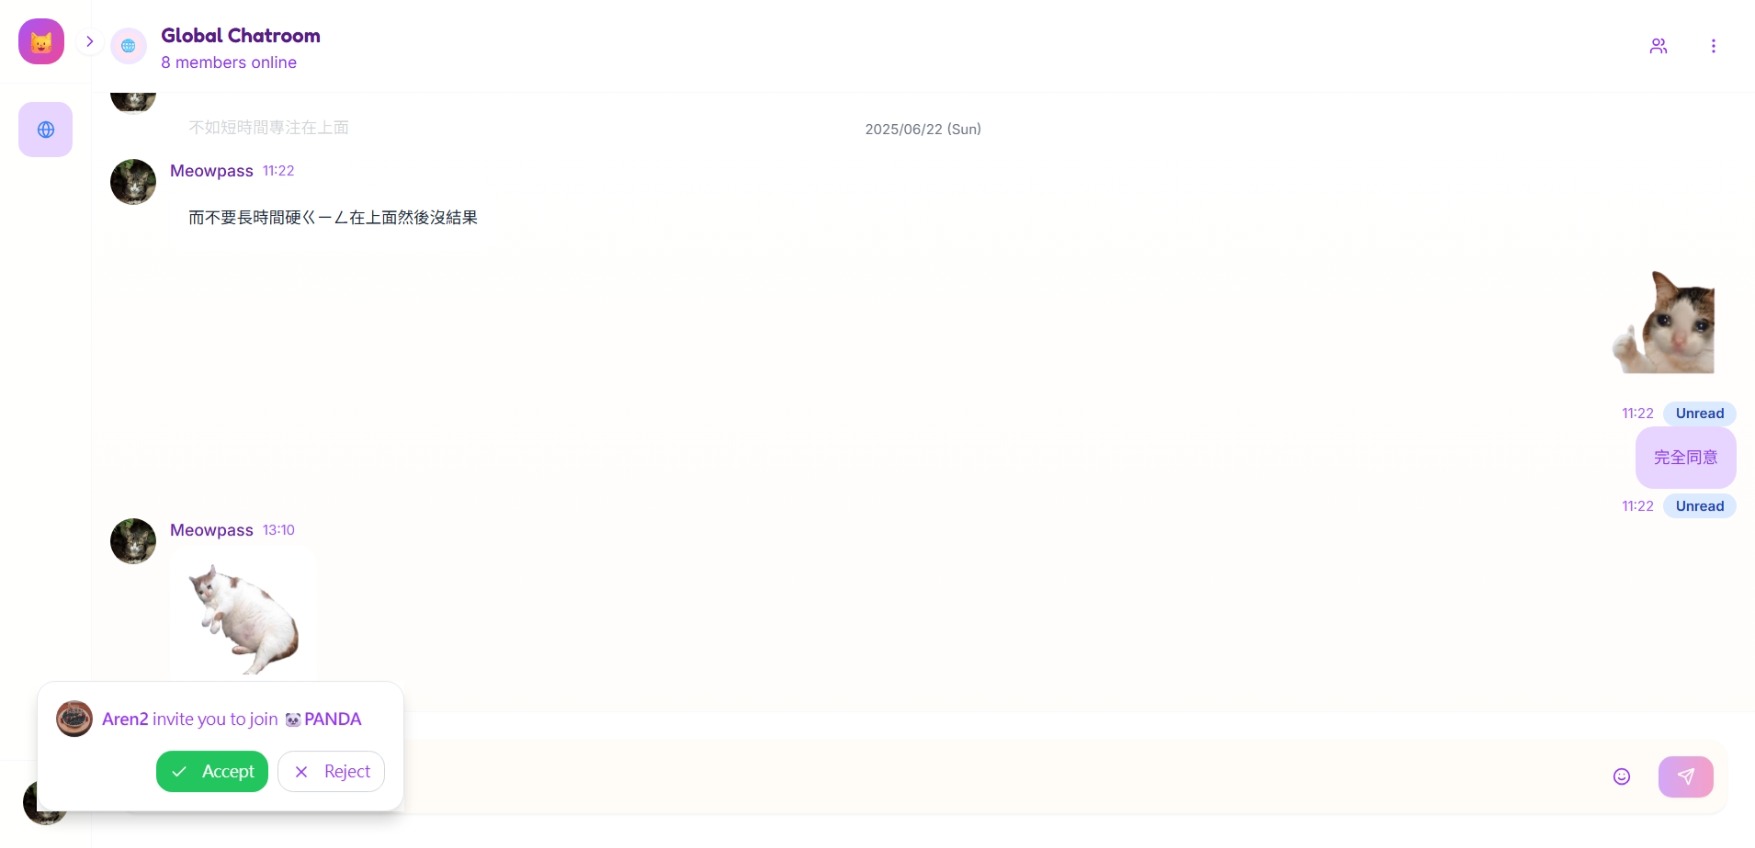 Global Chatroom
8 members online
不如短時間專注在上面
2025/06/22 (Sun)
Meowpass 11:22
而不要長時間硬ㄍㄧㄥ在上面然後沒結果
11:22 Unread
完全同意
11:22 Unread
Meowpass 13:10
Aren2 invite you to join 🐼PANDA
Accept
Reject